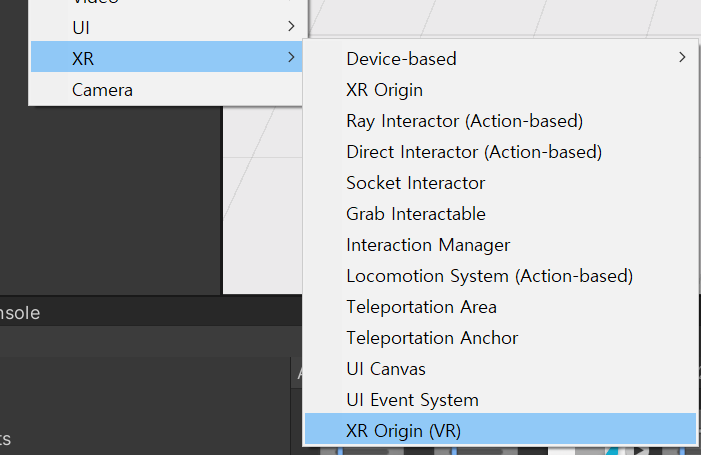 UI
XR
Camera
Device-based
XR Origin
Ray Interactor (Action-based)
Direct Interactor (Action-based)
Socket Interactor
Grab Interactable
Interaction Manager
Locomotion System (Action-based)
Teleportation Area
Teleportation Anchor
UI Canvas
UI Event System
XR Origin (VR)
nsole
ts